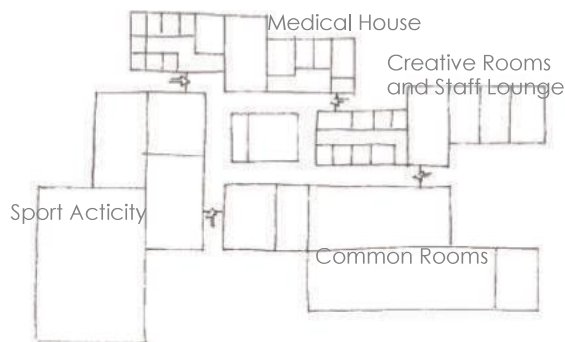 Medical House
Creative Rooms
and Staff Lounge
Sport Acticity
Common Rooms